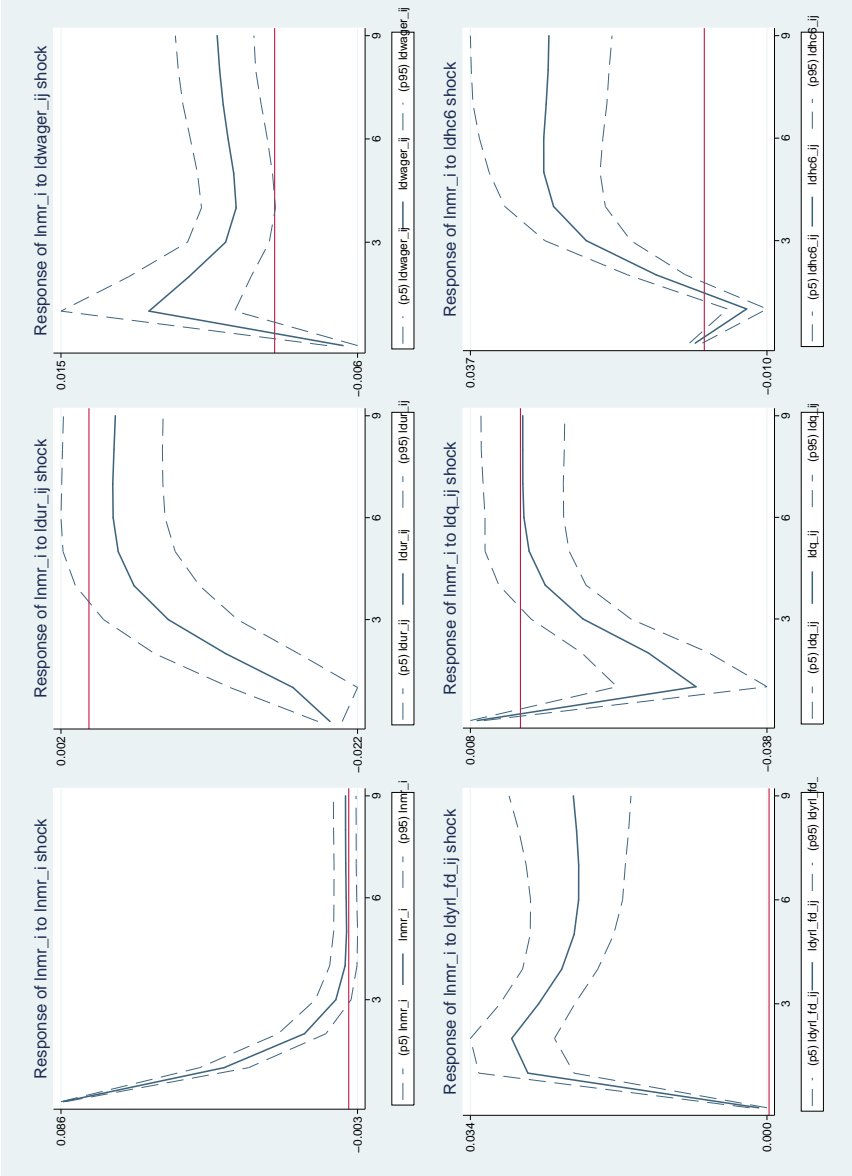 Response of lnmr_i to lnmr_i shock
0.086
−0.003
3 6 9
(p5) lnmr_i lnmr_i (p95) lnmr_i
Response of lnmr_i to ldur_ij shock
0.002
−0.022
3 6 9
(p5) ldur_ij ldur_ij (p95) ldur_ij
Response of lnmr_i to ldwager_ij shock
0.015
−0.006
3 6 9
(p5) ldwager_ij ldwager_ij (p95) ldwager_ij
Response of lnmr_i to ldyrl_fd_ij shock
0.034
0.000
3 6 9
(p5) ldyrl_fd_ij ldyrl_fd_ij (p95) ldyrl_fd_
Response of lnmr_i to ldq_ij shock
0.008
−0.038
3 6 9
(p5) ldq_ij ldq_ij (p95) ldq_ij
Response of lnmr_i to ldhc6 shock
0.037
−0.010
3 6 9
(p5) ldhc6_ij ldhc6_ij (p95) ldhc6_ij